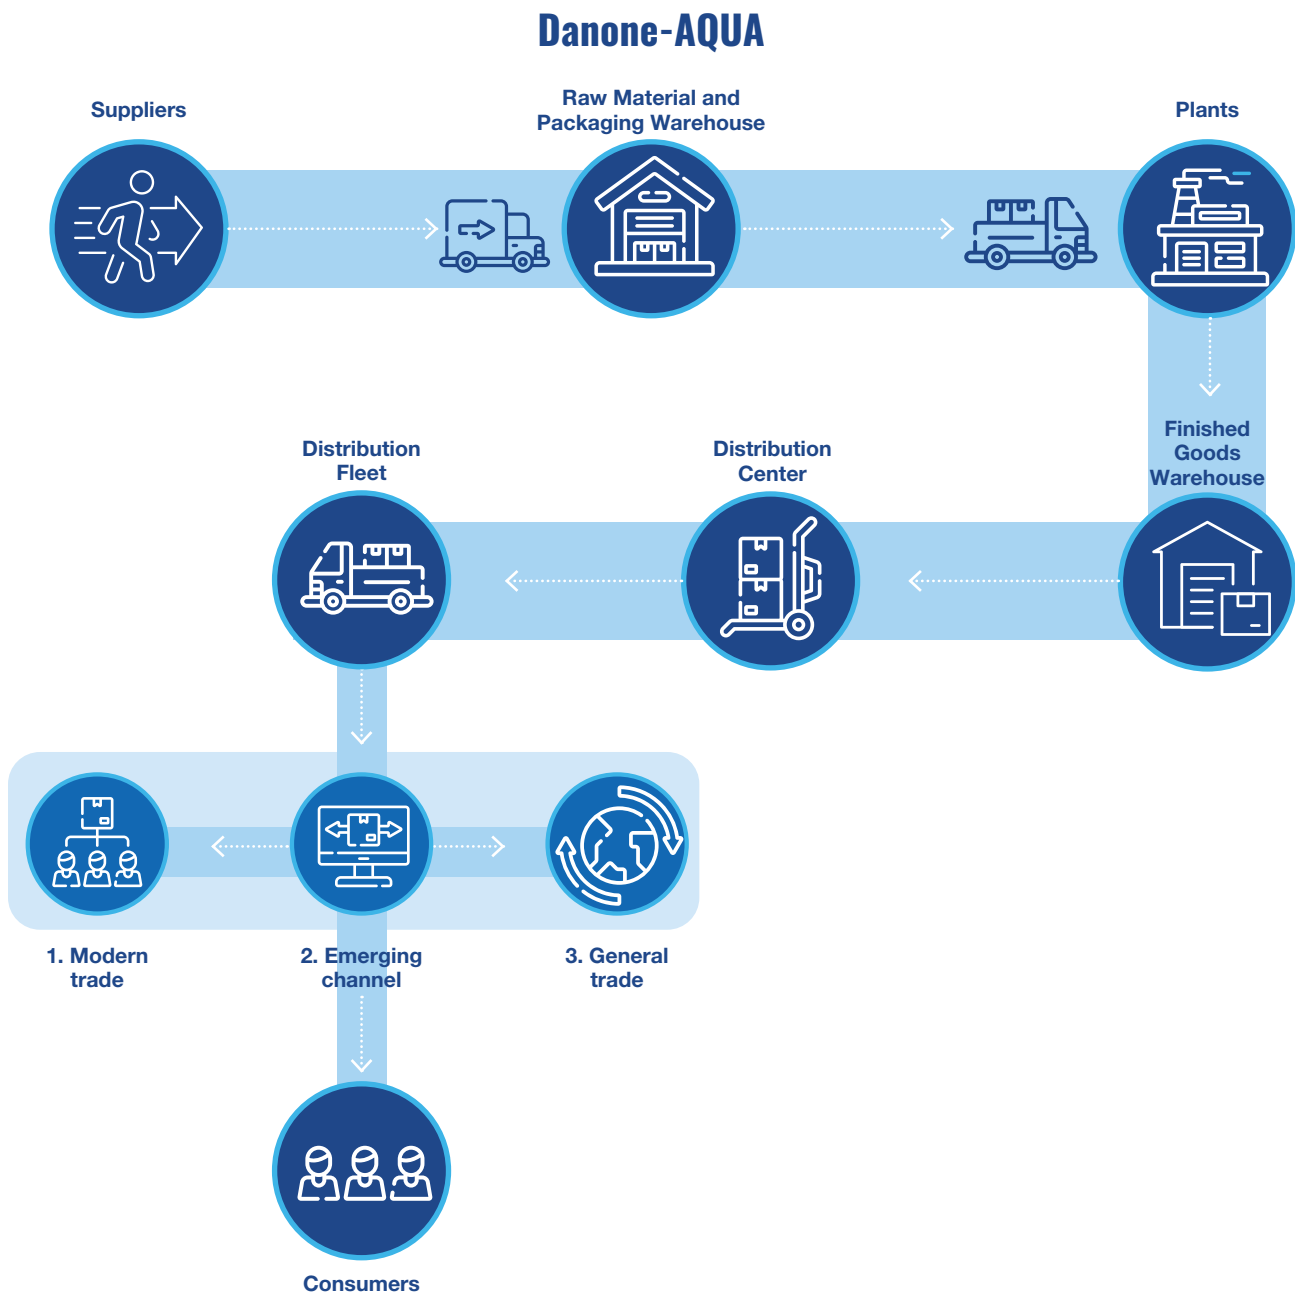 Danone-AQUA
Suppliers
Raw Material and
Packaging Warehouse
Plants
Distribution
Fleet
Distribution
Center
Finished
Goods
Warehouse
1. Modern
trade
2. Emerging
channel
3. General
trade
Consumers